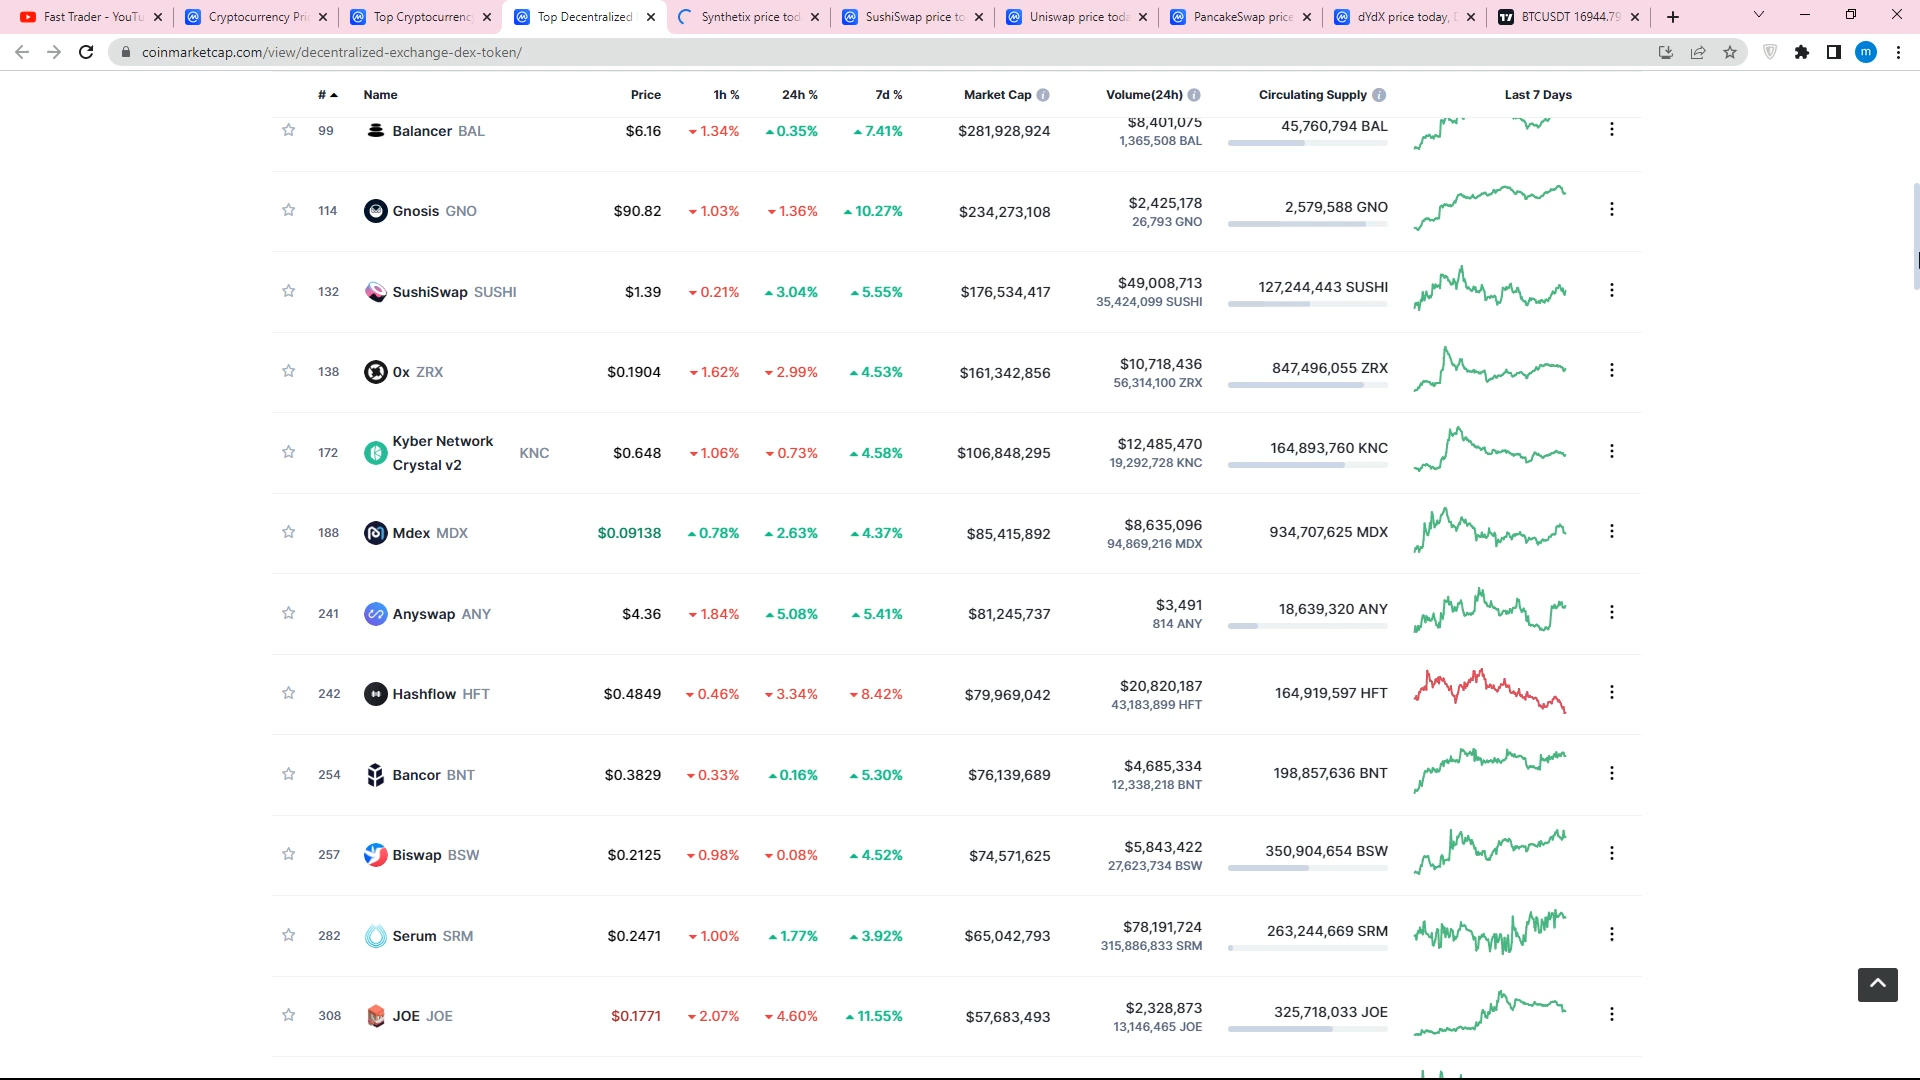 Fast Trader - YouTu
Cryptocurrency Pri
Top Cryptocurrenc
Top Decentralized
Synthetix price tod
SushiSwap price to
Uniswap price toda
PancakeSwap price
dYdX price today, D
BTCUSDT 16944.79
coinmarketcap.com/view/decentralized-exchange-dex-token/
m
# Name Price 1h % 24h % 7d % Market Cap Volume(24h) Circulating Supply Last 7 Days
99 Balancer BAL $6.16 1.34% 0.35% 7.41% $281,928,924 $8,401,075 45,760,794 BAL
1,365,508 BAL
114 Gnosis GNO $90.82 1.03% 1.36% 10.27% $234,273,108 $2,425,178 2,579,588 GNO
26,793 GNO
132 SushiSwap SUSHI $1.39 0.21% 3.04% 5.55% $176,534,417 $49,008,713 127,244,443 SUSHI
35,424,099 SUSHI
138 0x ZRX $0.1904 1.62% 2.99% 4.53% $161,342,856 $10,718,436 847,496,055 ZRX
56,314,100 ZRX
172 Kyber Network Crystal v2 KNC $0.648 1.06% 0.73% 4.58% $106,848,295 $12,485,470 164,893,760 KNC
19,292,728 KNC
188 Mdex MDX $0.09138 0.78% 2.63% 4.37% $85,415,892 $8,635,096 934,707,625 MDX
94,869,216 MDX
241 Anyswap ANY $4.36 1.84% 5.08% 5.41% $81,245,737 $3,491 18,639,320 ANY
814 ANY
242 Hashflow HFT $0.4849 0.46% 3.34% 8.42% $79,969,042 $20,820,187 164,919,597 HFT
43,183,899 HFT
254 Bancor BNT $0.3829 0.33% 0.16% 5.30% $76,139,689 $4,685,334 198,857,636 BNT
12,338,218 BNT
257 Biswap BSW $0.2125 0.98% 0.08% 4.52% $74,571,625 $5,843,422 350,904,654 BSW
27,623,734 BSW
282 Serum SRM $0.2471 1.00% 1.77% 3.92% $65,042,793 $78,191,724 263,244,669 SRM
315,886,833 SRM
308 JOE JOE $0.1771 2.07% 4.60% 11.55% $57,683,493 $2,328,873 325,718,033 JOE
13,146,465 JOE